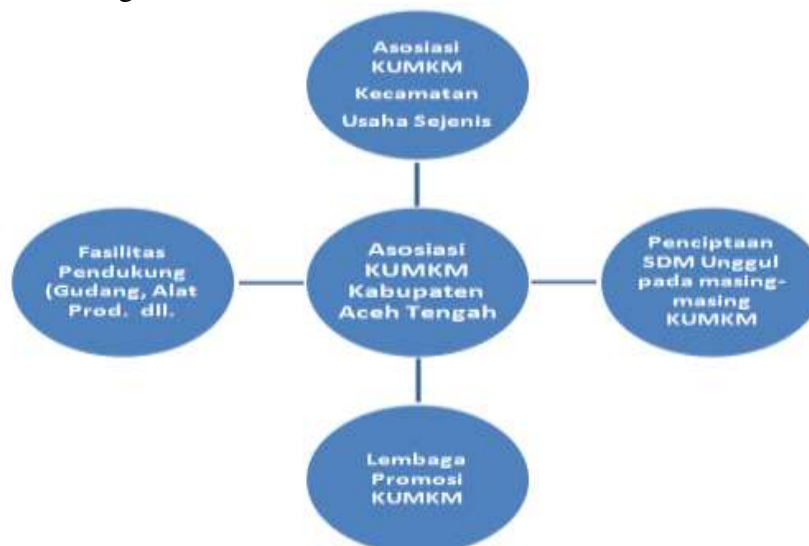 Asosiasi
KUMKM
Kecamatan
Usaha Sejenis
Fasilitas
Pendukung
(Gudang, Alat
Prod. dll.
Asosiasi
KUMKM
Kabupaten
Aceh Tengah
Penciptaan
SDM Unggul
pada masing-
masing
KUMKM
Lembaga
Promosi
KUMKM